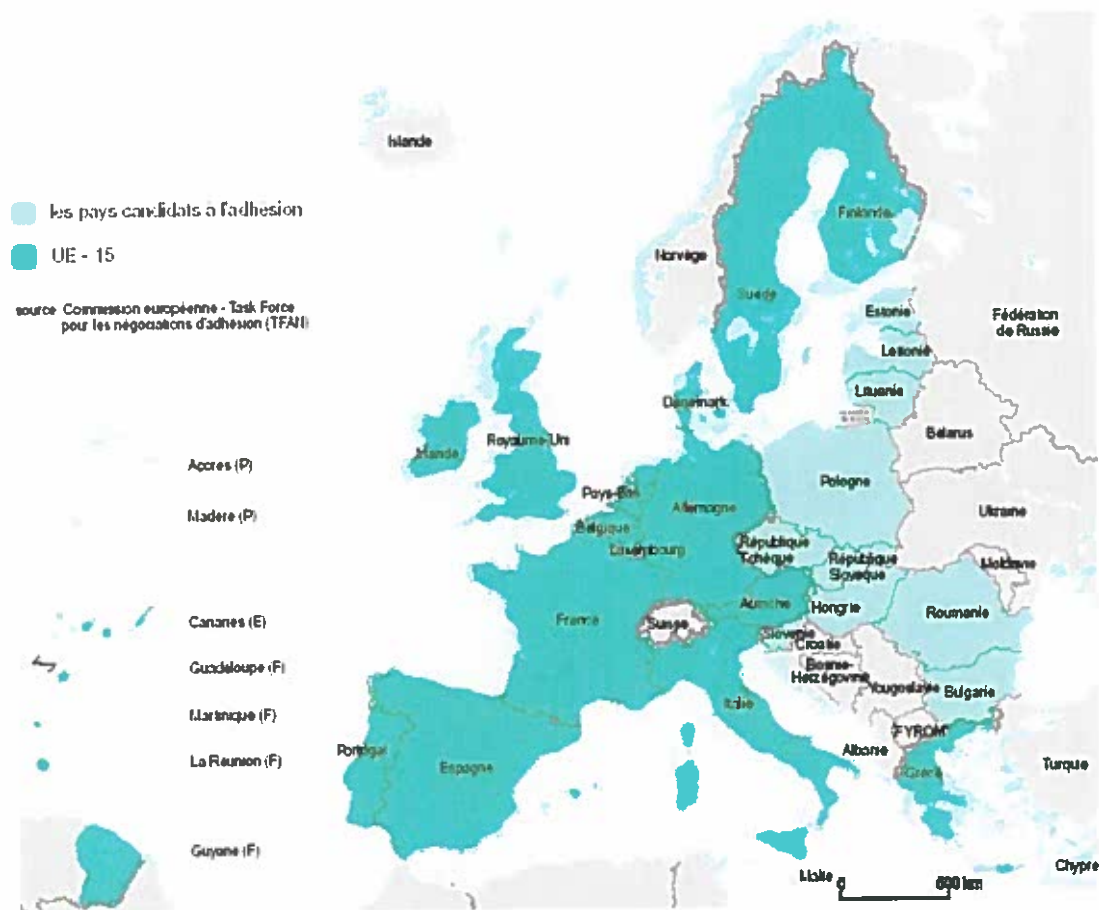 Islande
les pays candidats a l'adhesion
UE - 15
source Commission européenne - Task Force
pour les négociations d'adhésion (TFAN)
Norvège
Finlande
Suède
Estonie
Fédération
de Russie
Lettonie
Lituanie
Danemark
Belarus
Irlande
Royaume-Uni
Açores (P)
Pays-Bas
Allemagne
Pologne
Madère (P)
Belgique
Ukraine
Luxembourg
République
Tchèque
République
Slovaque
Moldavie
Canaries (E)
France
Suisse
Autriche
Hongrie
Roumanie
Slovénie
Croatie
Guadeloupe (F)
Bosnie-
Herzégovine
Yougoslavie
Bulgarie
Martinique (F)
Italie
FYROM
Portugal
Espagne
Albanie
La Réunion (F)
Grèce
Turquie
Guyane (F)
Malte
0
500 km
Chypre